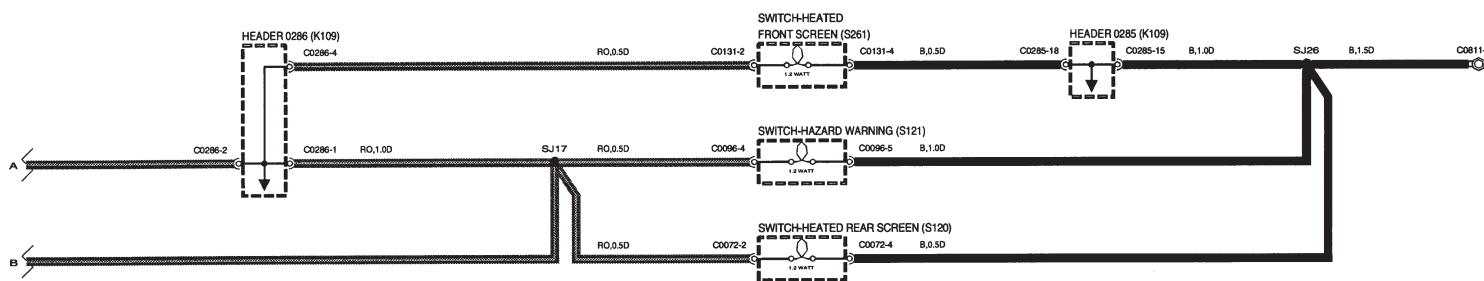 SWITCH-HEATED
FRONT SCREEN (S261)
HEADER 0286 (K109)
HEADER 0285 (K109)
C0286-4
RO,0.5D
C0131-2
1.2 WATT
C0131-4
B,0.5D
C0285-18
C0285-15
B,1.0D
SJ26
B,1.5D
C0811-
SWITCH-HAZARD WARNING (S121)
A
C0286-2
C0286-1
RO,1.0D
SJ17
RO,0.5D
C0096-4
1.2 WATT
C0096-5
B,1.0D
SWITCH-HEATED REAR SCREEN (S120)
B
RO,0.5D
C0072-2
1.2 WATT
C0072-4
B,0.5D